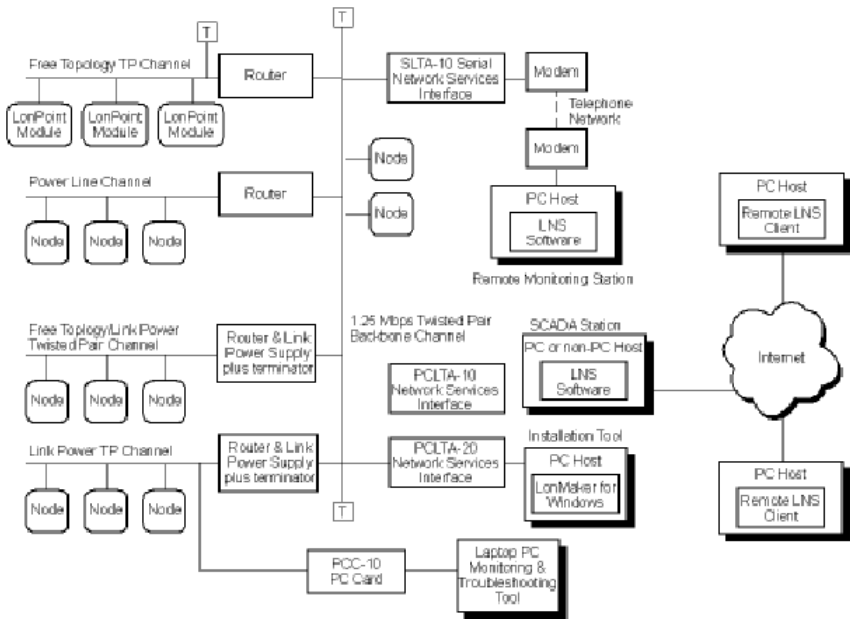 T
T
Free Topology TP Channel
Router
SLTA-10 Serial
Network Services
Interface
Modem
Telephone
Network
LonPoint
Module
LonPoint
Module
LonPoint
Module
Node
Modem
Power Line Channel
Router
Node
PC Host
LNS
Software
PC Host
Remote LNS
Client
Node
Node
Node
Remote Monitoring Station
1.25 Mbps Twisted Pair
Backbone Channel
SCADA Station
Free Toplogy/Link Power
Twisted Pair Channel
Router & Link
Power Supply
plus terminator
PC or non-PC Host
LNS
Software
Internet
PCLTA-10
Network Services
Interface
Node
Node
Node
Installation Tool
Link Power TP Channel
Router & Link
Power Supply
plus terminator
PCLTA-20
Network Services
Interface
PC Host
LonMaker for
Windows
PC Host
Remote LNS
Client
Node
Node
Node
T
PCC-10
PC Card
Laptop PC
Monitoring &
Troubleshooting
Tool